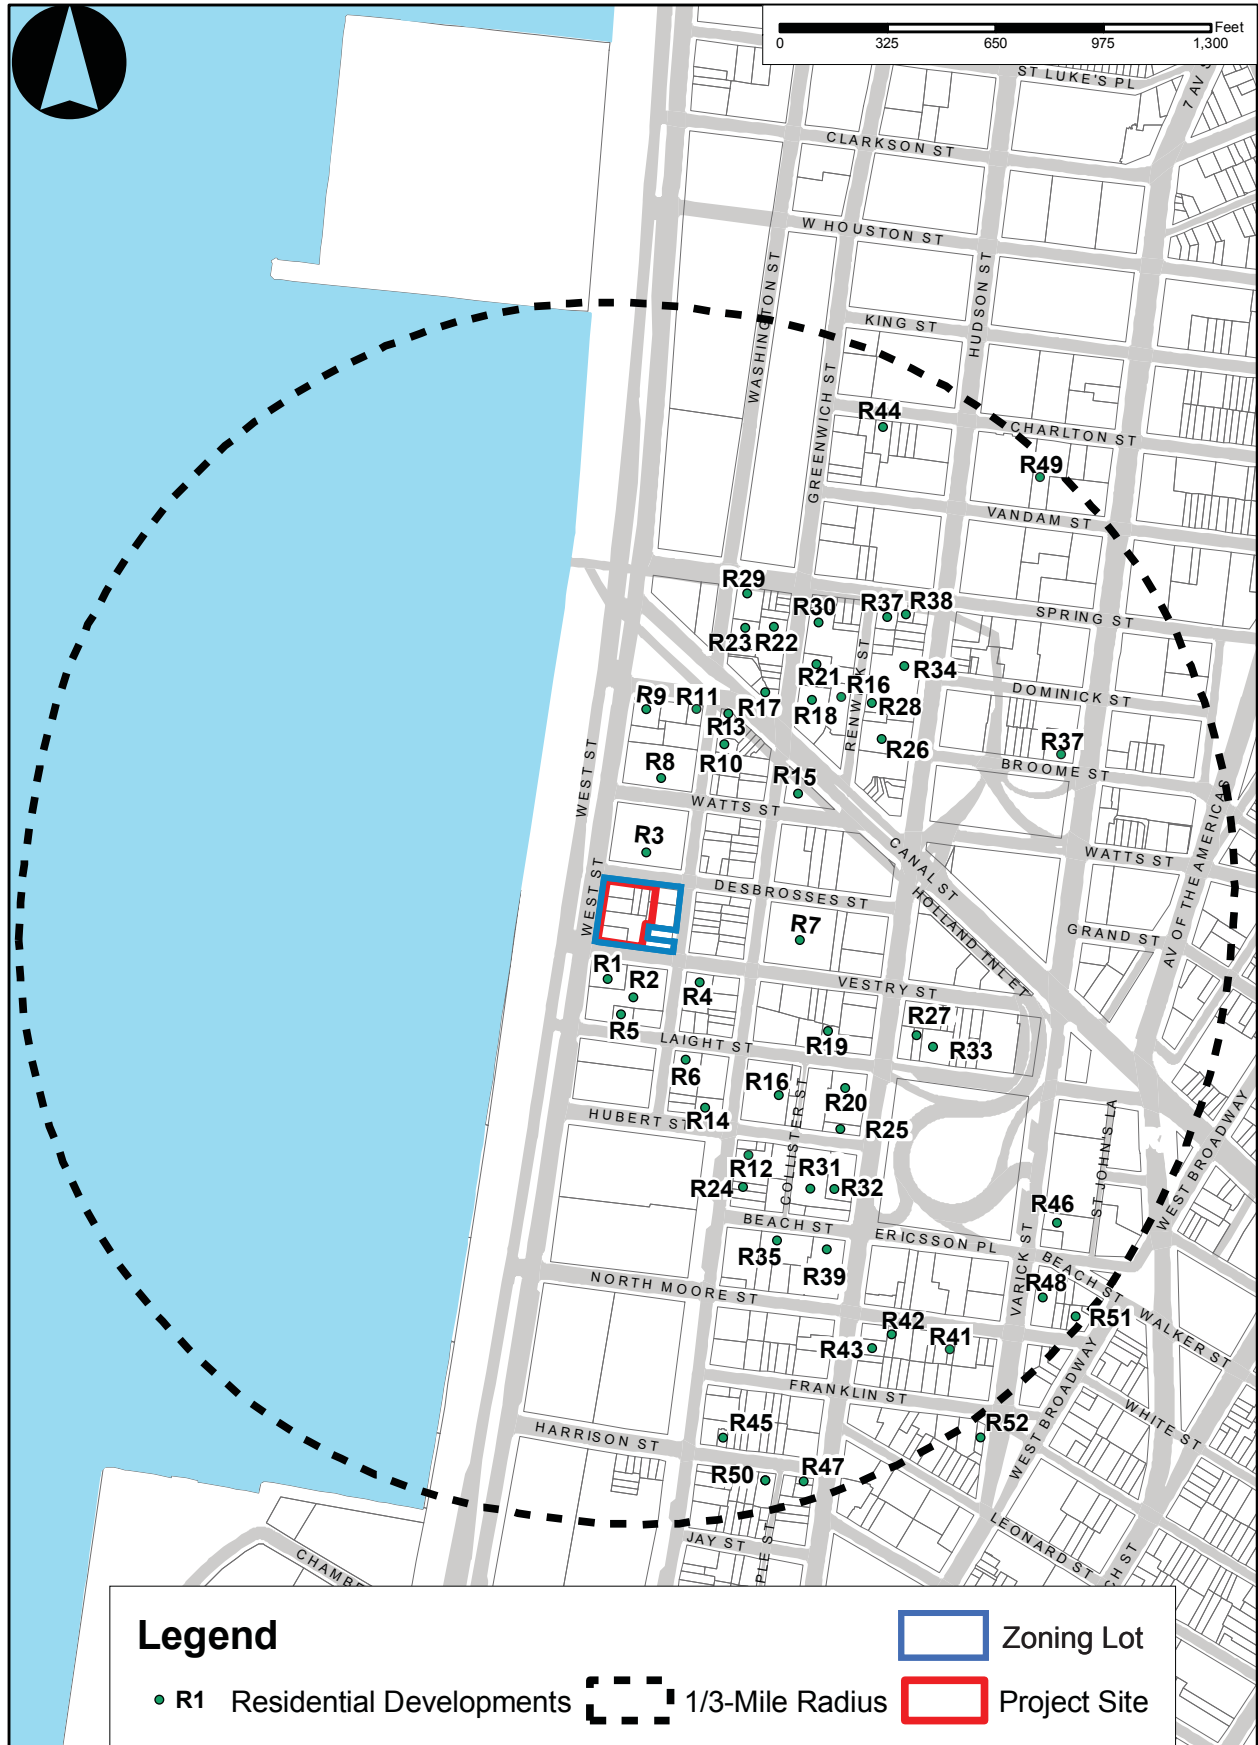 Feet
0 325 650 975 1,300
ST LUKE'S PL
7 AV S
CLARKSON ST
W HOUSTON ST
WASHINGTON ST
HUDSON ST
KING ST
GREENWICH ST
R44
CHARLTON ST
R49
VANDAM ST
R29
R30
R37
R38
SPRING ST
R23
R22
R21
R34
RENWICK ST
R16
DOMINICK ST
R9
R11
R17
R18
R28
R13
R26
R37
R10
BROOME ST
WEST ST
R8
R15
WATTS ST
AV OF THE AMERICAS
R3
CANAL ST
WATTS ST
WEST ST
DESBROSSES ST
HOLLAND INLET
R7
GRAND ST
R1
R2
R4
VESTRY ST
R5
R27
LAIGHT ST
R19
R33
R6
R16
COLLISTER ST
R20
HUBERT ST
R14
R25
ST JOHN'S LA
WEST BROADWAY
R12
R31
R24
R32
BEACH ST
R46
ERICSSON PL
R35
R39
VARICK ST
BEACH ST
NORTH MOORE ST
R48
R42
R41
R51
WALKER ST
R43
FRANKLIN ST
WEST BROADWAY
WHITE ST
R45
R52
HARRISON ST
R50
R47
LEONARD ST
JAY ST
PLE ST
CH ST
CHAMBE
Legend
Zoning Lot
R1 Residential Developments
1/3-Mile Radius
Project Site